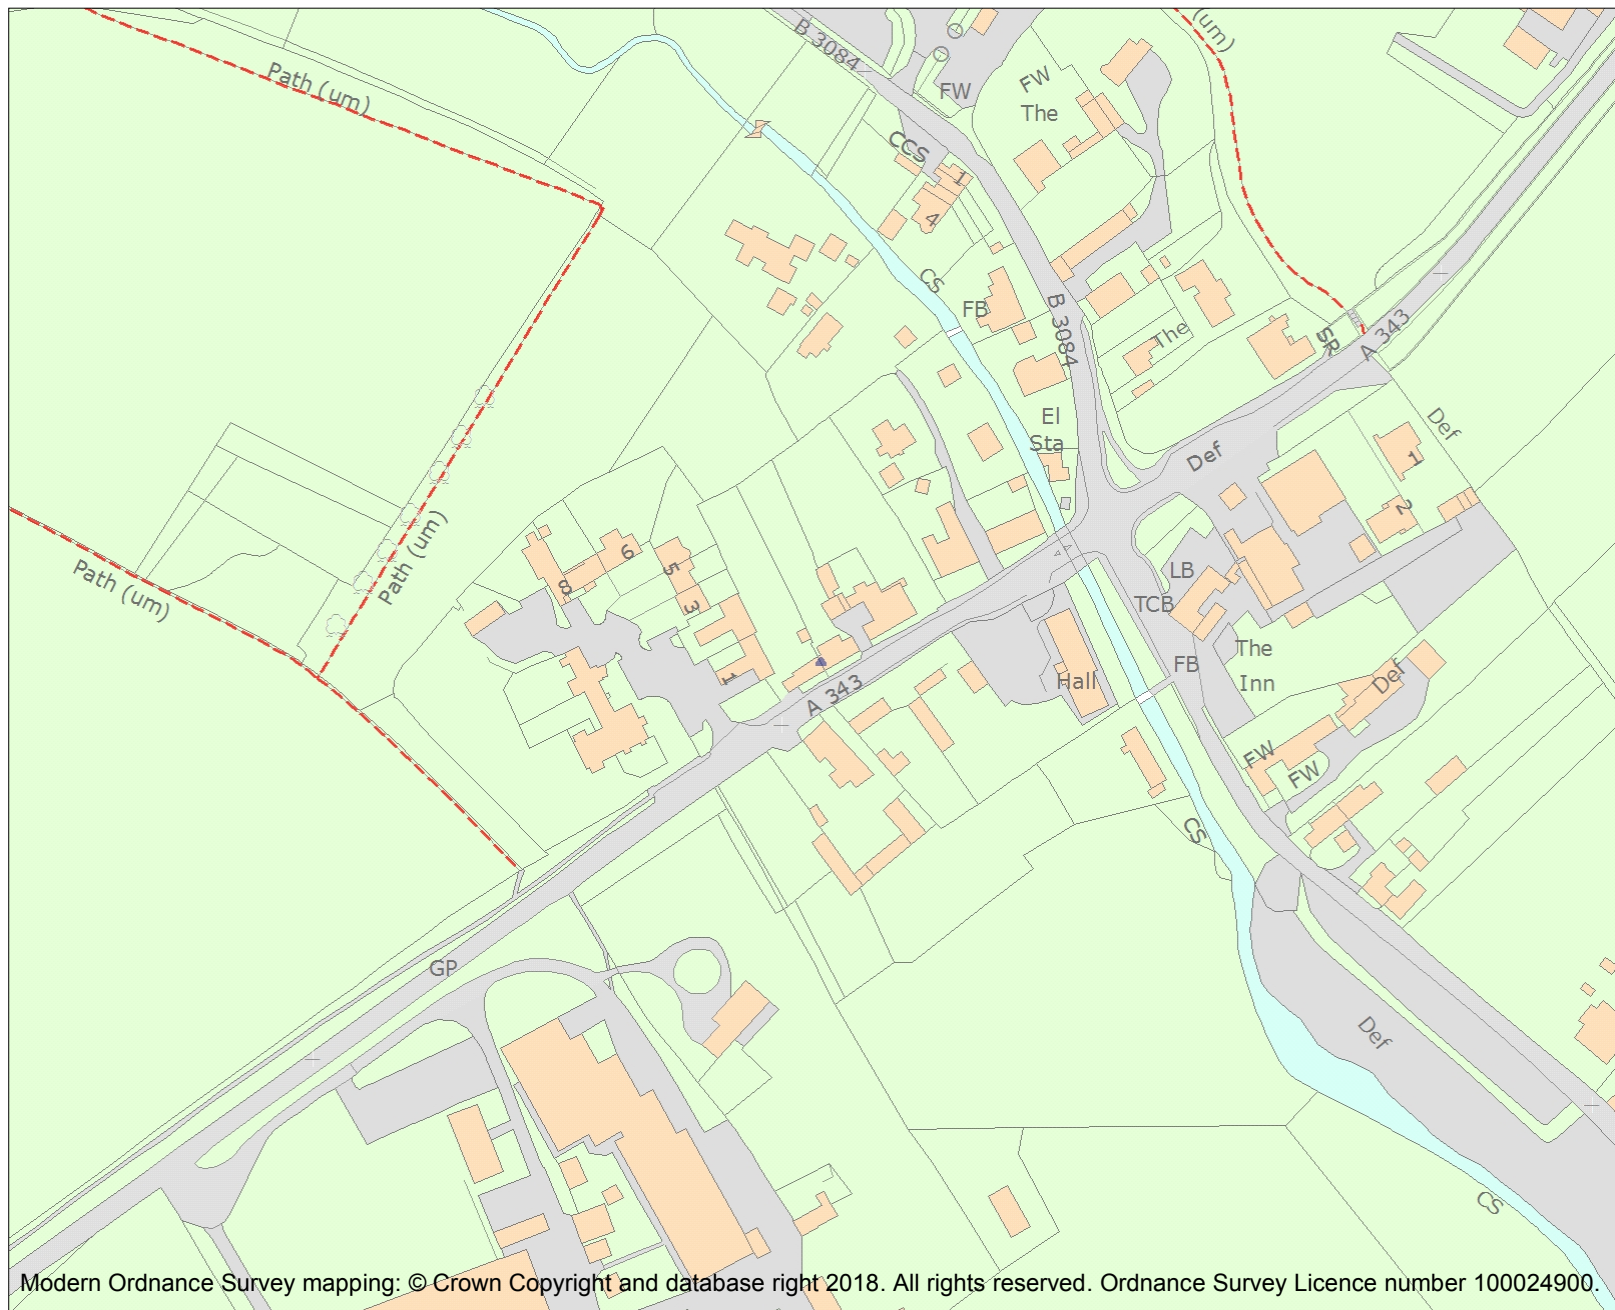 B 3084
(um)
Path (um)
FW
FW
The
CCS
1
4
CS
FB
B 3084
The
SR
A 343
El
Sta
Def
Def
1
2
Path (um)
Path (um)
6
5
8
3
1
LB
TCB
The
Inn
FB
Hall
A 343
Def
FW
FW
CS
GP
Def
CS
Modern Ordnance Survey mapping: © Crown Copyright and database right 2018. All rights reserved. Ordnance Survey Licence number 100024900.